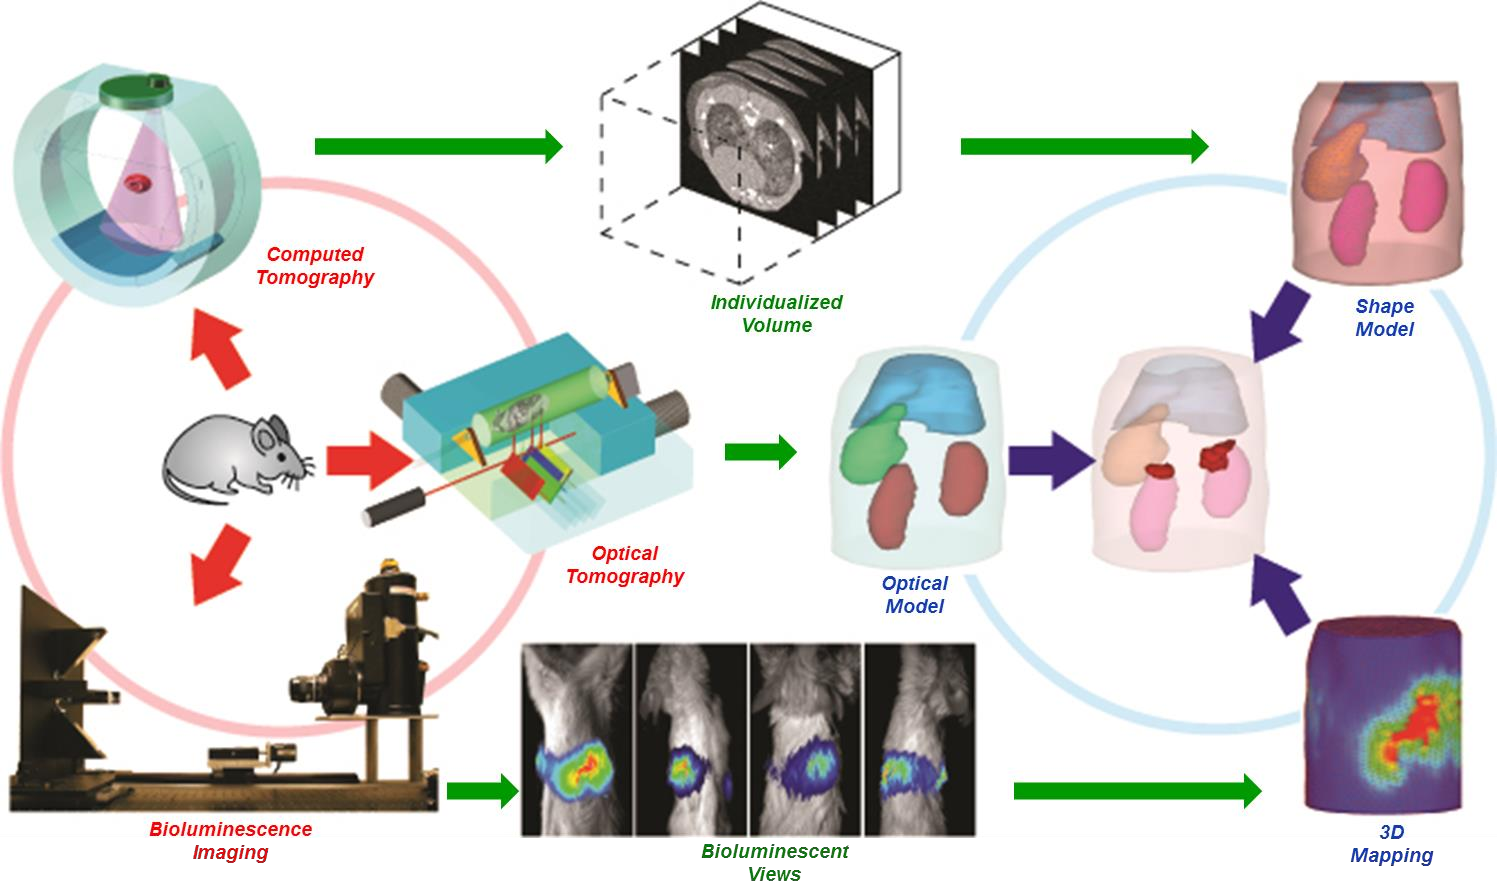 Computed
Tomography
Individualized
Volume
Shape
Model
Optical
Tomography
Optical
Model
Bioluminescence
Imaging
Bioluminescent
Views
3D
Mapping